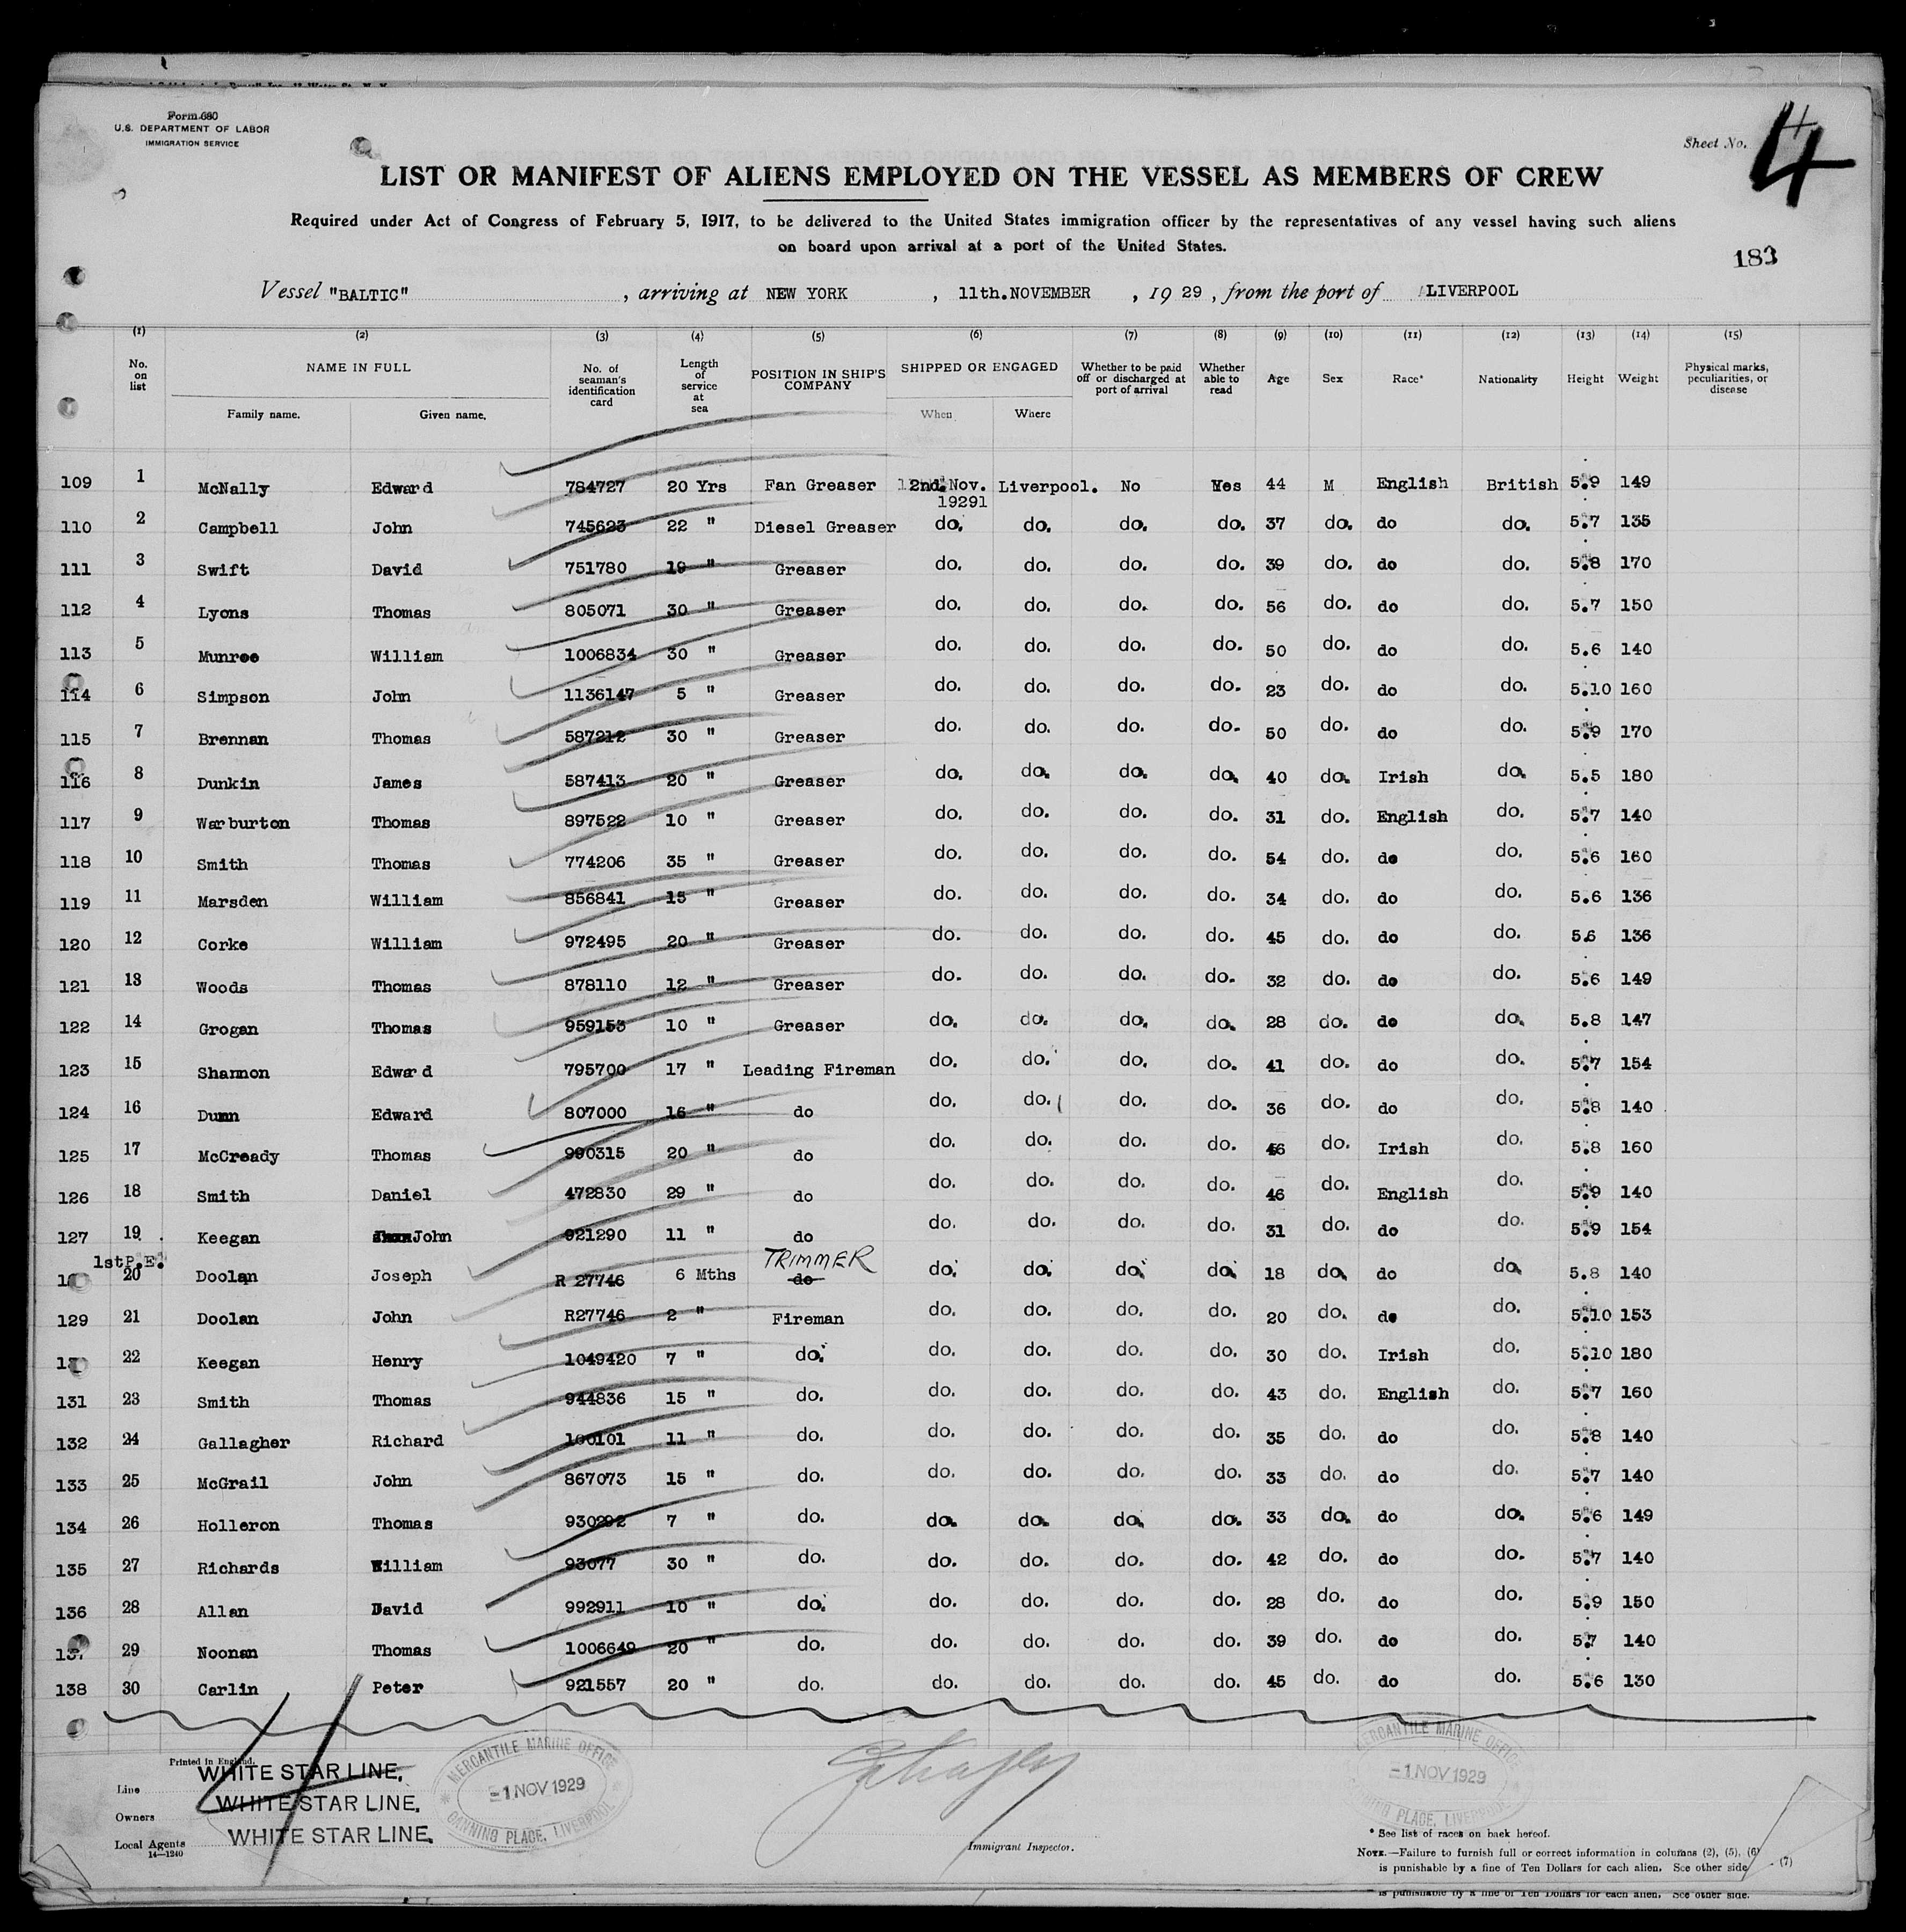 Form 680
U.S. DEPARTMENT OF LABOR
IMMIGRATION SERVICE
Sheet No. 4
LIST OR MANIFEST OF ALIENS EMPLOYED ON THE VESSEL AS MEMBERS OF CREW
Required under Act of Congress of February 5, 1917, to be delivered to the United States immigration officer by the representatives of any vessel having such aliens
on board upon arrival at a port of the United States.
183
Vessel "BALTIC" , arriving at NEW YORK , 11th.NOVEMBER , 1929 , from the port of LIVERPOOL
(1) (2) (3) (4) (5) (6) (7) (8) (9) (10) (11) (12) (13) (14) (15)
No. on list NAME IN FULL No. of seaman's identification card Length of service at sea POSITION IN SHIP'S COMPANY SHIPPED OR ENGAGED Whether to be paid off or discharged at port of arrival Whether able to read Age Sex Race* Nationality Height Weight Physical marks, peculiarities, or disease
Family name. Given name. When Where
109 1 McNally Edward 784727 20 Yrs Fan Greaser 2nd.Nov. Liverpool. No Yes 44 M English British 5.9 149
19291
110 2 Campbell John 745623 22 " Diesel Greaser do. do. do. do. 37 do. do do. 5.7 135
111 3 Swift David 751780 19 " Greaser do. do. do. do. 39 do. do do. 5.8 170
112 4 Lyons Thomas 805071 30 " Greaser do. do. do. do. 56 do. do do. 5.7 150
113 5 Munroe William 1006834 30 " Greaser do. do. do. do. 50 do. do do. 5.6 140
114 6 Simpson John 1136147 5 " Greaser do. do. do. do. 23 do. do do. 5.10 160
115 7 Brennan Thomas 587212 30 " Greaser do. do. do. do. 50 do. do do. 5.9 170
116 8 Dunkin James 587413 20 " Greaser do. do. do. do. 40 do. Irish do. 5.5 180
117 9 Warburton Thomas 897522 10 " Greaser do. do. do. do. 31 do. English do. 5.7 140
118 10 Smith Thomas 774206 35 " Greaser do. do. do. do. 54 do. do do. 5.6 160
119 11 Marsden William 856841 15 " Greaser do. do. do. do. 34 do. do do. 5.6 136
120 12 Corke William 972495 20 " Greaser do. do. do. do. 45 do. do do. 5.6 136
121 13 Woods Thomas 878110 12 " Greaser do. do. do. do. 32 do. do do. 5.6 149
122 14 Grogan Thomas 959153 10 " Greaser do. do. do. do. 28 do. do do. 5.8 147
123 15 Shannon Edward 795700 17 " Leading Fireman do. do. do. do. 41 do. do do. 5.7 154
124 16 Dunn Edward 807000 16 " do do. do. do. do. 36 do. do do. 5.8 140
125 17 McCready Thomas 990315 20 " do do. do. do. do. 46 do. Irish do. 5.8 160
126 18 Smith Daniel 472830 29 " do do. do. do. do. 46 do. English do. 5.9 140
127 19 Keegan John 921290 11 " do do. do. do. do. 31 do. do do. 5.9 154
1stP.E. TRIMMER
20 Doolan Joseph R 27746 6 Mths do do. do. do. do. 18 do. do do. 5.8 140
129 21 Doolan John R27746 2 " Fireman do. do. do. do. 20 do. do do. 5.10 153
22 Keegan Henry 1049420 7 " do. do. do. do. do. 30 do. Irish do. 5.10 180
131 23 Smith Thomas 944836 15 " do. do. do. do. do. 43 do. English do. 5.7 160
132 24 Gallagher Richard 100101 11 " do. do. do. do. do. 35 do. do do. 5.8 140
133 25 McGrail John 867073 15 " do. do. do. do. do. 33 do. do do. 5.7 140
134 26 Holleron Thomas 930292 7 " do. do. do. do. do. 33 do. do do. 5.6 149
135 27 Richards William 93077 30 " do. do. do. do. do. 42 do. do do. 5.7 140
136 28 Allan David 992911 10 " do. do. do. do. do. 28 do. do do. 5.9 150
137 29 Noonan Thomas 1006649 20 " do. do. do. do. do. 39 do. do do. 5.7 140
138 30 Carlin Peter 921557 20 " do. do. do. do. do. 45 do. do do. 5.6 130
Printed in England.
Line WHITE STAR LINE.
Owners WHITE STAR LINE.
Local Agents WHITE STAR LINE.
14—1240
MERCANTILE MARINE OFFICE
-1 NOV 1929
CANNING PLACE, LIVERPOOL
Immigrant Inspector.
MERCANTILE MARINE OFFICE
-1 NOV 1929
CANNING PLACE, LIVERPOOL
* See list of races on back hereof.
NOTE.—Failure to furnish full or correct information in columns (2), (5), (6)
is punishable by a fine of Ten Dollars for each alien. See other side
(7)
is punishable by a fine of Ten Dollars for each alien. See other side.